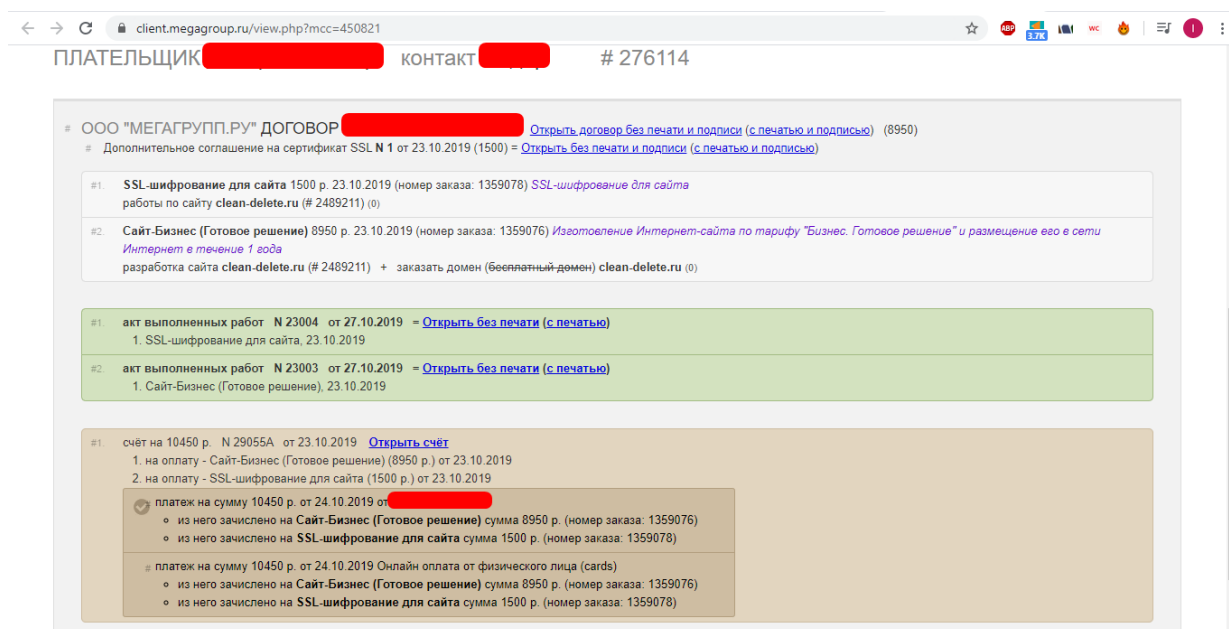 client.megagroup.ru/view.php?mcc=450821
ABP 3.7K WC I
ПЛАТЕЛЬЩИК контакт # 276114
# ООО "МЕГАГРУПП.РУ" ДОГОВОР Открыть договор без печати и подписи (с печатью и подписью) (8950)
# Дополнительное соглашение на сертификат SSL N 1 от 23.10.2019 (1500) = Открыть без печати и подписи (с печатью и подписью)
#1. SSL-шифрование для сайта 1500 р. 23.10.2019 (номер заказа: 1359078) SSL-шифрование для сайта
работы по сайту clean-delete.ru (# 2489211) (0)
#2. Сайт-Бизнес (Готовое решение) 8950 р. 23.10.2019 (номер заказа: 1359076) Изготовление Интернет-сайта по тарифу "Бизнес. Готовое решение" и размещение его в сети
Интернет в течение 1 года
разработка сайта clean-delete.ru (# 2489211) + заказать домен (бесплатный домен) clean-delete.ru (0)
#1. акт выполненных работ N 23004 от 27.10.2019 = Открыть без печати (с печатью)
1. SSL-шифрование для сайта, 23.10.2019
#2. акт выполненных работ N 23003 от 27.10.2019 = Открыть без печати (с печатью)
1. Сайт-Бизнес (Готовое решение), 23.10.2019
#1. счёт на 10450 р. N 29055A от 23.10.2019 Открыть счёт
1. на оплату - Сайт-Бизнес (Готовое решение) (8950 р.) от 23.10.2019
2. на оплату - SSL-шифрование для сайта (1500 р.) от 23.10.2019
платеж на сумму 10450 р. от 24.10.2019 от
из него зачислено на Сайт-Бизнес (Готовое решение) сумма 8950 р. (номер заказа: 1359076)
из него зачислено на SSL-шифрование для сайта сумма 1500 р. (номер заказа: 1359078)
# платеж на сумму 10450 р. от 24.10.2019 Онлайн оплата от физического лица (cards)
из него зачислено на Сайт-Бизнес (Готовое решение) сумма 8950 р. (номер заказа: 1359076)
из него зачислено на SSL-шифрование для сайта сумма 1500 р. (номер заказа: 1359078)